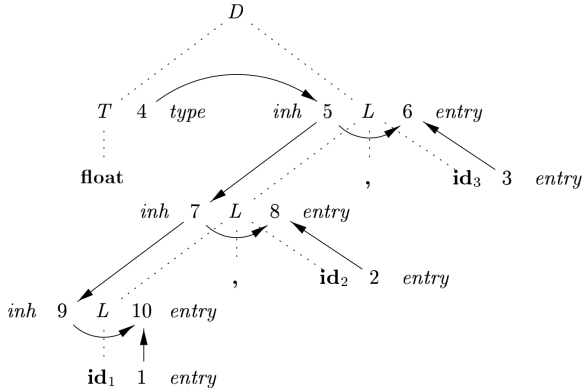 D
T 4 type inh 5 L 6 entry
float , id₃ 3 entry
inh 7 L 8 entry
, id₂ 2 entry
inh 9 L 10 entry
id₁ 1 entry